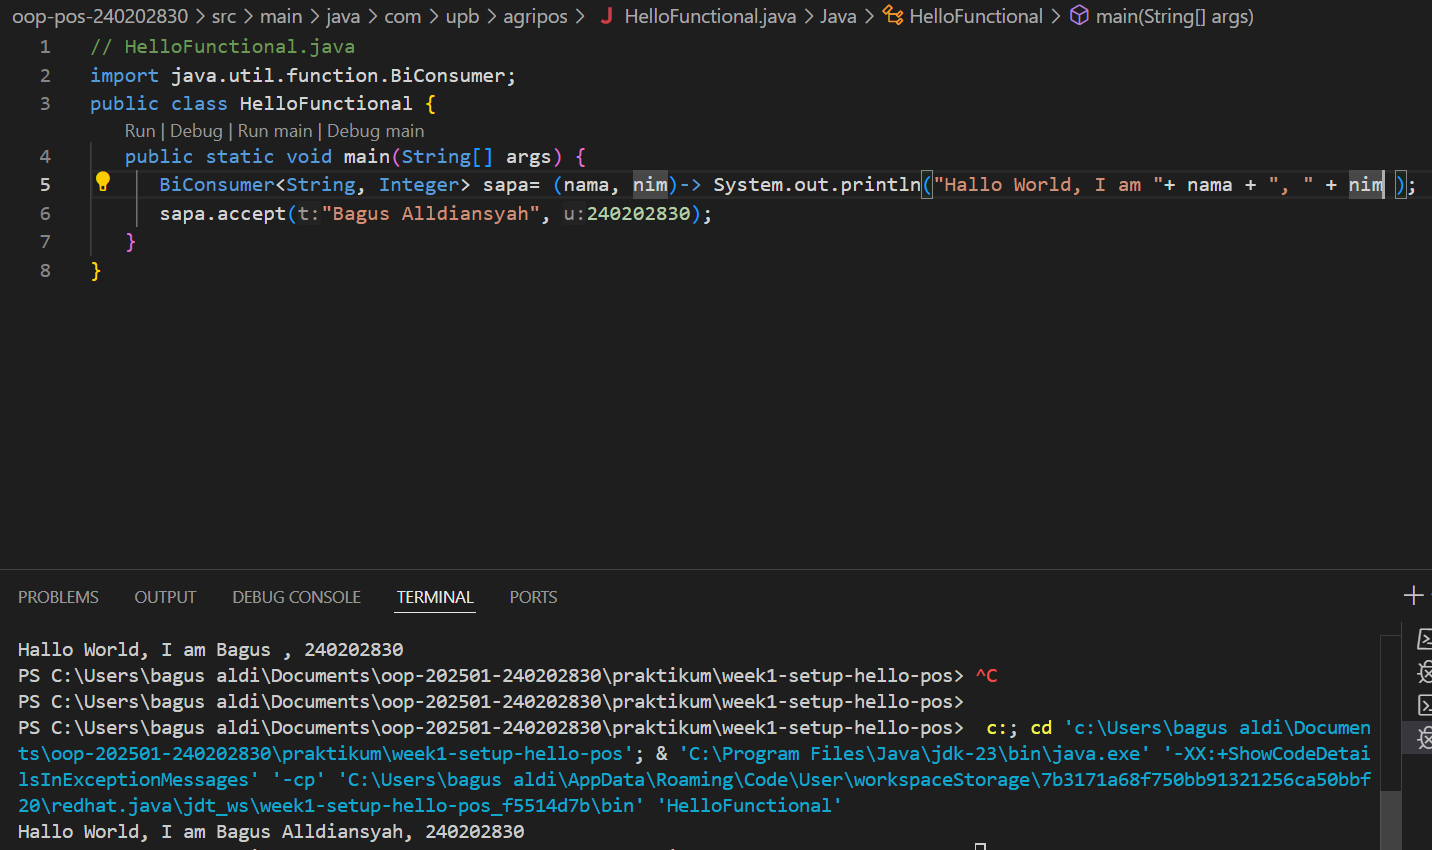 oop-pos-240202830 > src > main > java > com > upb > agripos > J HelloFunctional.java > Java > HelloFunctional > main(String[] args)
1 // HelloFunctional.java
2 import java.util.function.BiConsumer;
3 public class HelloFunctional {
Run | Debug | Run main | Debug main
4 public static void main(String[] args) {
5 BiConsumer<String, Integer> sapa= (nama, nim)-> System.out.println("Hallo World, I am "+ nama + ", " + nim );
6 sapa.accept(t:"Bagus Alldiansyah", u:240202830);
7 }
8 }
PROBLEMS OUTPUT DEBUG CONSOLE TERMINAL PORTS
Hallo World, I am Bagus , 240202830
PS C:\Users\bagus aldi\Documents\oop-202501-240202830\praktikum\week1-setup-hello-pos> ^C
PS C:\Users\bagus aldi\Documents\oop-202501-240202830\praktikum\week1-setup-hello-pos>
PS C:\Users\bagus aldi\Documents\oop-202501-240202830\praktikum\week1-setup-hello-pos> c:; cd 'c:\Users\bagus aldi\Documen
ts\oop-202501-240202830\praktikum\week1-setup-hello-pos'; & 'C:\Program Files\Java\jdk-23\bin\java.exe' '-XX:+ShowCodeDetai
lsInExceptionMessages' '-cp' 'C:\Users\bagus aldi\AppData\Roaming\Code\User\workspaceStorage\7b3171a68f750bb91321256ca50bbf
20\redhat.java\jdt_ws\week1-setup-hello-pos_f5514d7b\bin' 'HelloFunctional'
Hallo World, I am Bagus Alldiansyah, 240202830